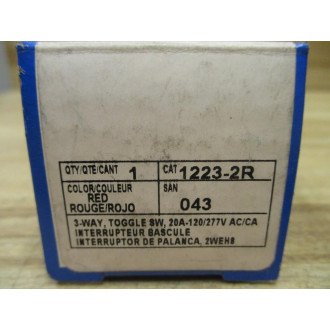 QTY/QTÉ/CANT 1 CAT 1223-2R
COLOR/COULEUR SAN
RED 043
ROUGE/ROJO
3-WAY, TOGGLE SW, 20A-120/277V AC/CA
INTERRUPTEUR BASCULE
INTERRUPTOR DE PALANCA, 2WEH8